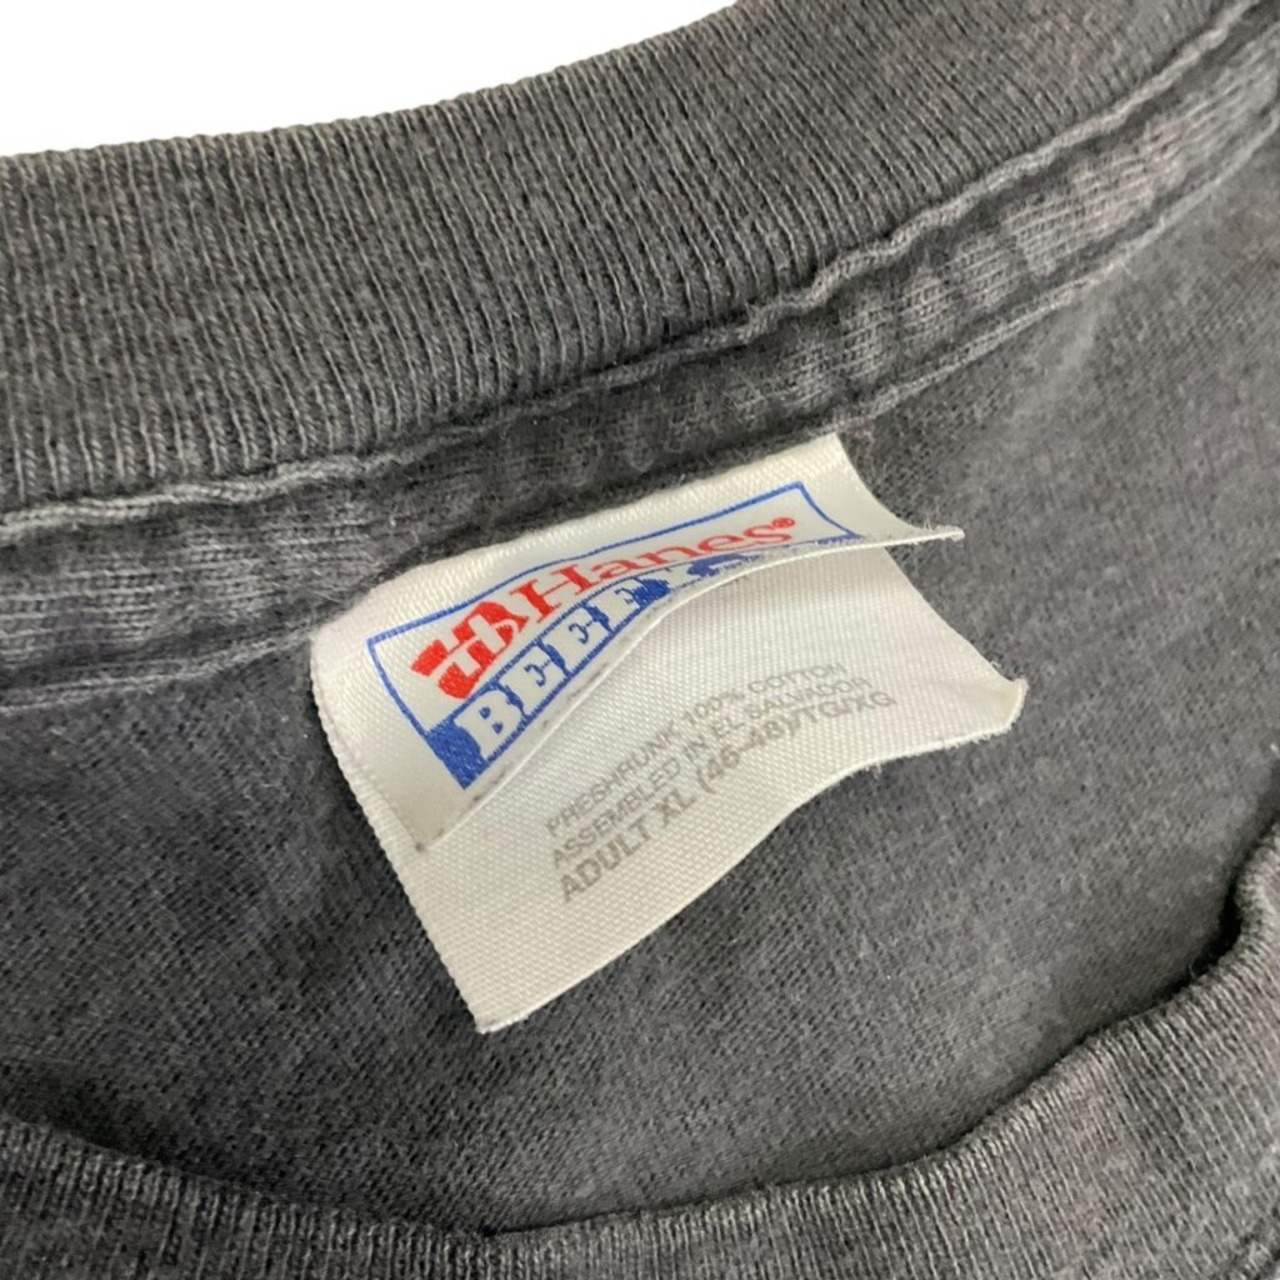 Hanes®
BEEFY-
PRESHRUNK 100% COTTON
ASSEMBLED IN EL SALVADOR
ADULT XL (46-48)/TG/XG